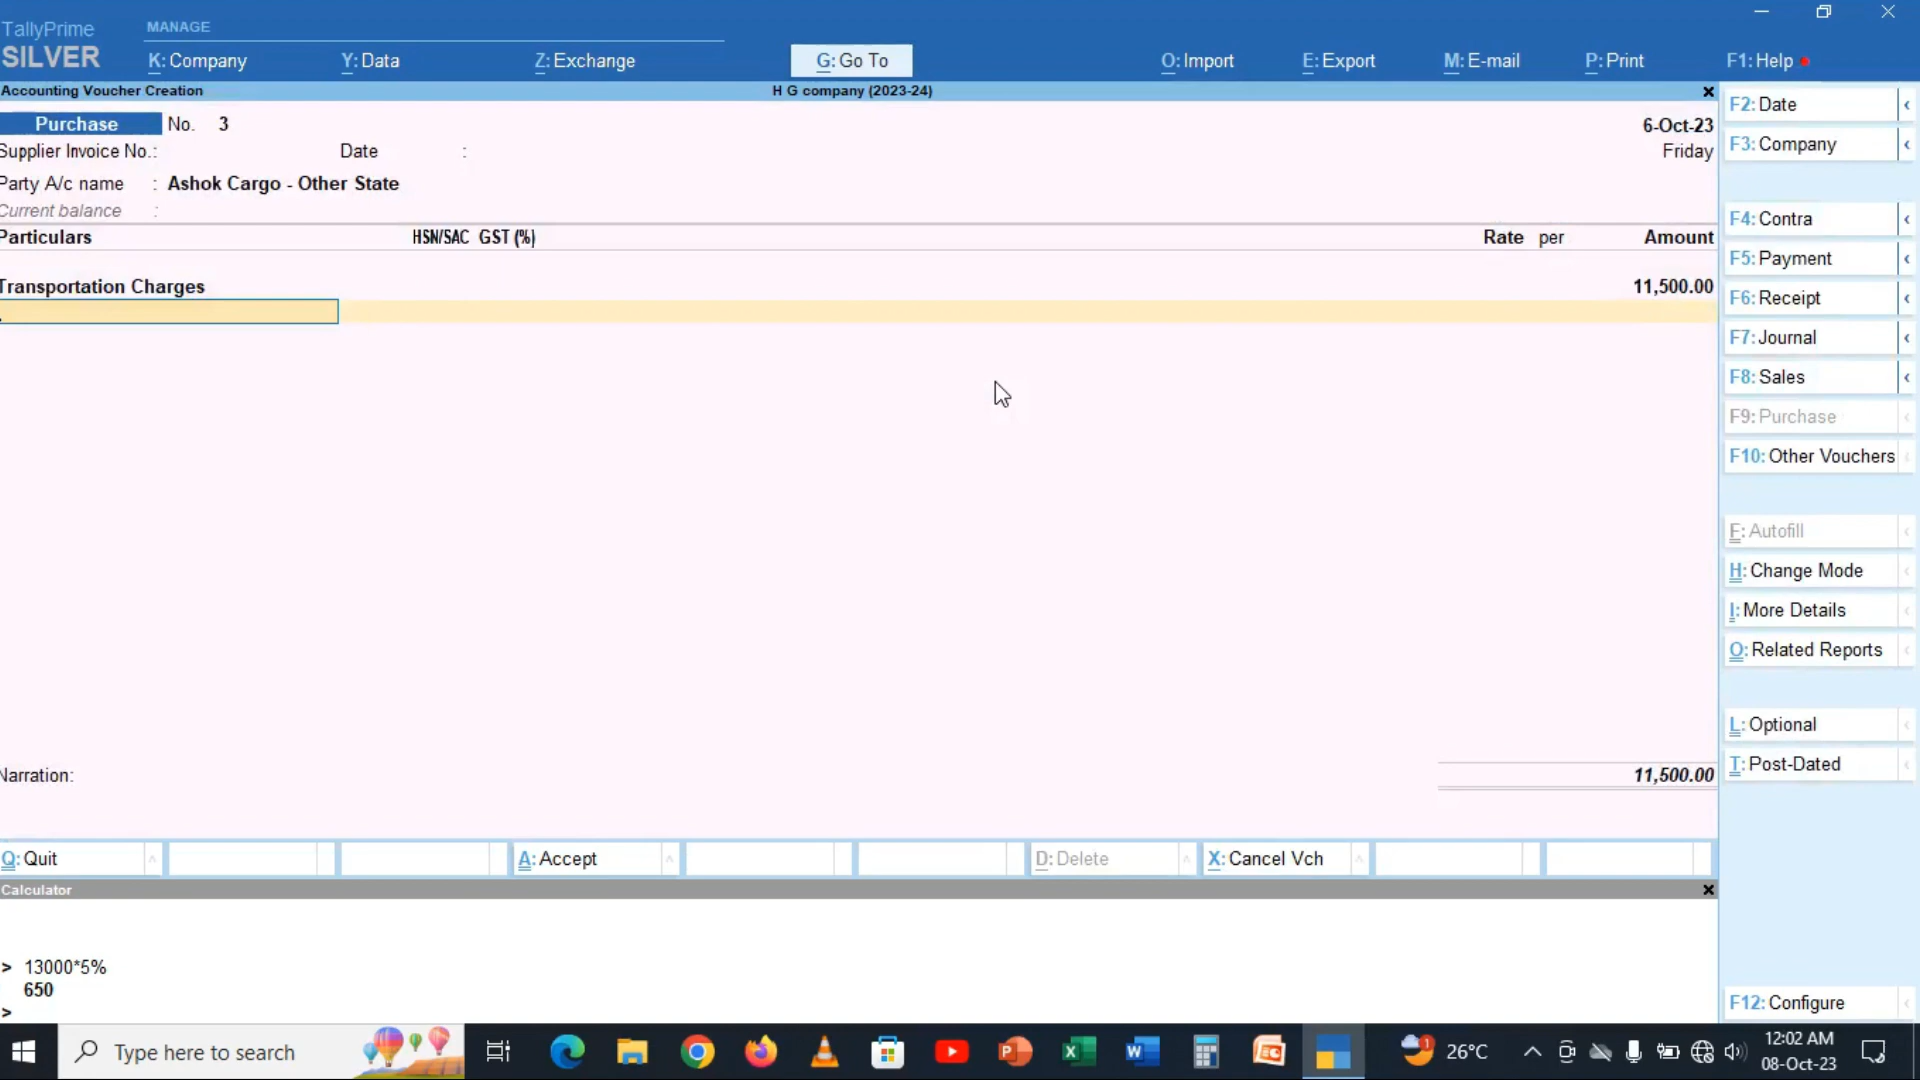 TallyPrime
SILVER
MANAGE
K: Company
Y: Data
Z: Exchange
G: Go To
O: Import
E: Export
M: E-mail
P: Print
F1: Help
Accounting Voucher Creation
H G company (2023-24)
Purchase No. 3
6-Oct-23
Supplier Invoice No.:
Date :
Friday
Party A/c name : Ashok Cargo - Other State
Current balance :
Particulars HSN/SAC GST (%) Rate per Amount
Transportation Charges 11,500.00
Narration: 11,500.00
Q: Quit
A: Accept
D: Delete
X: Cancel Vch
Calculator
> 13000*5%
650
>
F2: Date
F3: Company
F4: Contra
F5: Payment
F6: Receipt
F7: Journal
F8: Sales
F9: Purchase
F10: Other Vouchers
F: Autofill
H: Change Mode
I: More Details
O: Related Reports
L: Optional
T: Post-Dated
F12: Configure
Type here to search
26°C
12:02 AM
08-Oct-23